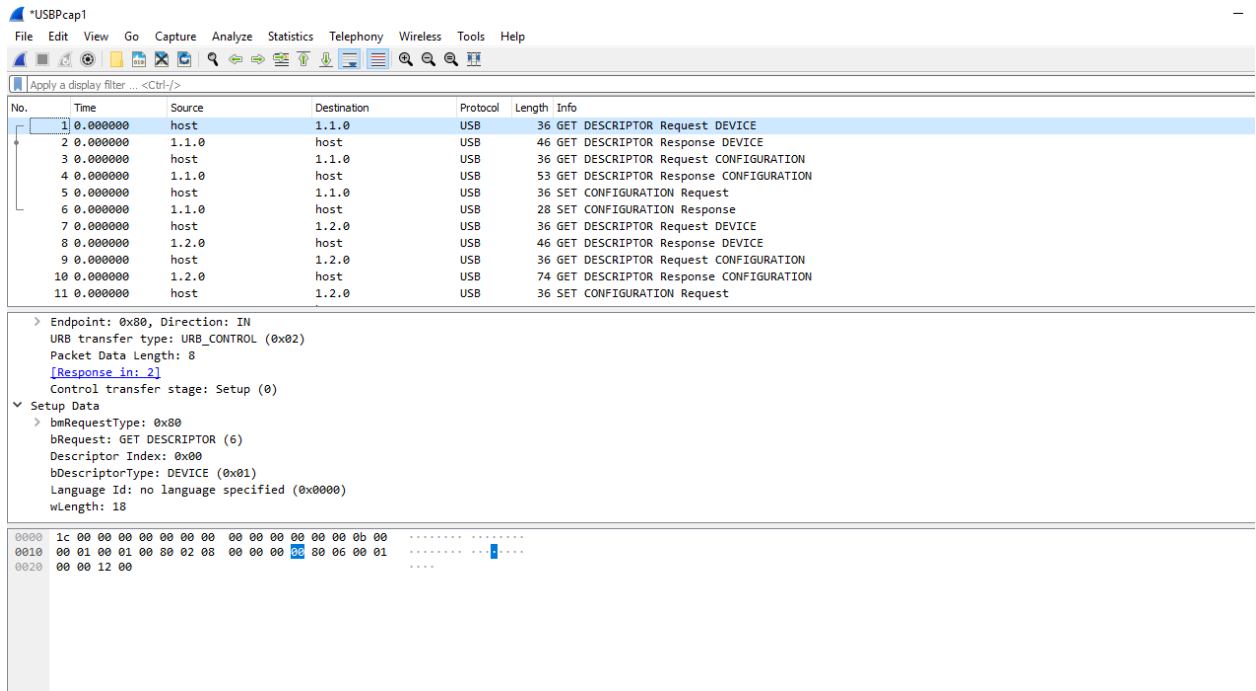 *USBPcap1
File Edit View Go Capture Analyze Statistics Telephony Wireless Tools Help
Apply a display filter ... <Ctrl-/>
No. Time Source Destination Protocol Length Info
1 0.000000 host 1.1.0 USB 36 GET DESCRIPTOR Request DEVICE
2 0.000000 1.1.0 host USB 46 GET DESCRIPTOR Response DEVICE
3 0.000000 host 1.1.0 USB 36 GET DESCRIPTOR Request CONFIGURATION
4 0.000000 1.1.0 host USB 53 GET DESCRIPTOR Response CONFIGURATION
5 0.000000 host 1.1.0 USB 36 SET CONFIGURATION Request
6 0.000000 1.1.0 host USB 28 SET CONFIGURATION Response
7 0.000000 host 1.2.0 USB 36 GET DESCRIPTOR Request DEVICE
8 0.000000 1.2.0 host USB 46 GET DESCRIPTOR Response DEVICE
9 0.000000 host 1.2.0 USB 36 GET DESCRIPTOR Request CONFIGURATION
10 0.000000 1.2.0 host USB 74 GET DESCRIPTOR Response CONFIGURATION
11 0.000000 host 1.2.0 USB 36 SET CONFIGURATION Request
Endpoint: 0x80, Direction: IN
URB transfer type: URB_CONTROL (0x02)
Packet Data Length: 8
[Response in: 2]
Control transfer stage: Setup (0)
Setup Data
bmRequestType: 0x80
bRequest: GET DESCRIPTOR (6)
Descriptor Index: 0x00
bDescriptorType: DEVICE (0x01)
Language Id: no language specified (0x0000)
wLength: 18
0000 1c 00 00 00 00 00 00 00 00 00 00 00 00 00 0b 00 ········ ········
0010 00 01 00 01 00 80 02 08 00 00 00 00 80 06 00 01 ········ ········
0020 00 00 12 00 ····